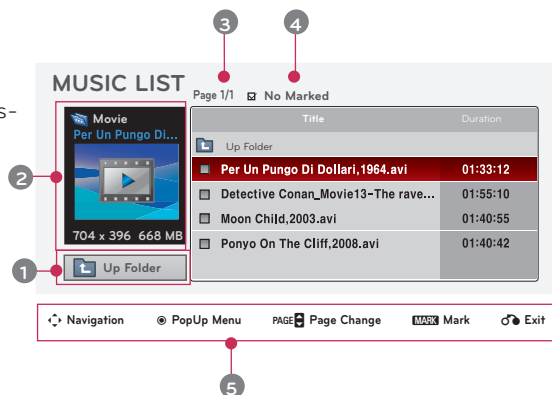 3
4
MUSIC LIST
Page 1/1 No Marked
s-
Movie
Per Un Pungo Di...
Title Duration
Up Folder
Per Un Pungo Di Dollari,1964.avi 01:33:12
Detective Conan_Movie13-The rave... 01:55:10
Moon Child,2003.avi 01:40:55
Ponyo On The Cliff,2008.avi 01:40:42
2
704 x 396 668 MB
1
Up Folder
Navigation PopUp Menu PAGE Page Change MARK Mark Exit
5